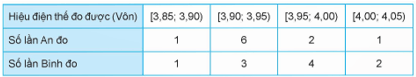 Hiệu điện thế đo được (Vôn) [3,85; 3,90) [3,90; 3,95) [3,95; 4,00) [4,00; 4,05)
Số lần An đo 1 6 2 1
Số lần Bình đo 1 3 4 2